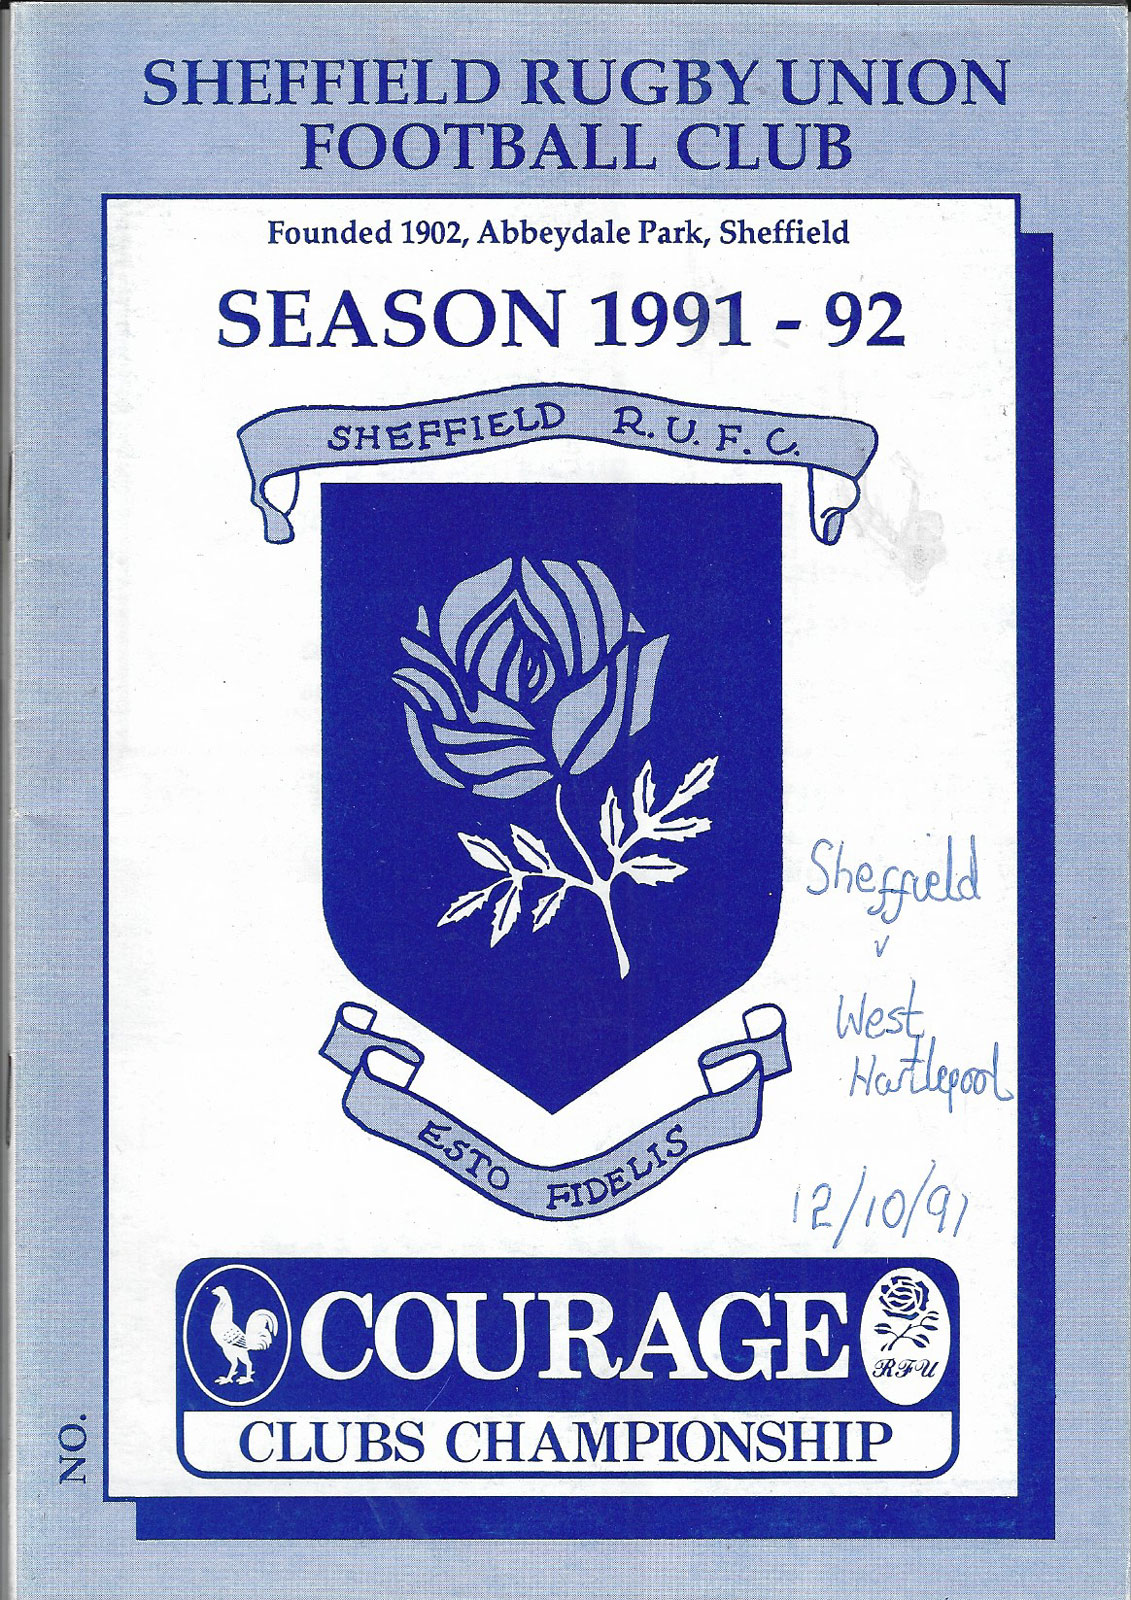 SHEFFIELD RUGBY UNION
FOOTBALL CLUB
Founded 1902, Abbeydale Park, Sheffield
SEASON 1991 - 92
SHEFFIELD R.U.F.C.
Sheffield
v
West
Hartlepool
ESTO FIDELIS
12/10/91
COURAGE
RFU
CLUBS CHAMPIONSHIP
NO.